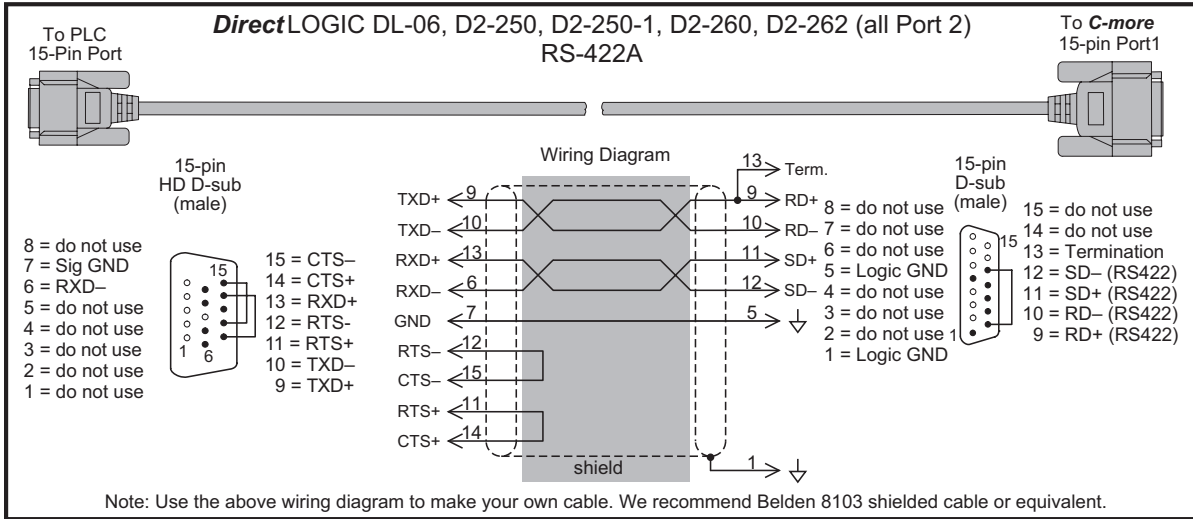 DirectLOGIC DL-06, D2-250, D2-250-1, D2-260, D2-262 (all Port 2)
RS-422A
To PLC
15-Pin Port
To C-more
15-pin Port1
15-pin
HD D-sub
(male)
8 = do not use
7 = Sig GND
6 = RXD–
5 = do not use
4 = do not use
3 = do not use
2 = do not use
1 = do not use
15
1
6
15 = CTS–
14 = CTS+
13 = RXD+
12 = RTS-
11 = RTS+
10 = TXD–
9 = TXD+
Wiring Diagram
13 Term.
TXD+ 9 9 RD+
TXD– 10 10 RD–
RXD+ 13 11 SD+
RXD– 6 12 SD–
GND 7 5
RTS– 12
CTS– 15
RTS+ 11
CTS+ 14
shield
1
8 = do not use
7 = do not use
6 = do not use
5 = Logic GND
4 = do not use
3 = do not use
2 = do not use
1 = Logic GND
15-pin
D-sub
(male)
15
1
15 = do not use
14 = do not use
13 = Termination
12 = SD– (RS422)
11 = SD+ (RS422)
10 = RD– (RS422)
9 = RD+ (RS422)
Note: Use the above wiring diagram to make your own cable. We recommend Belden 8103 shielded cable or equivalent.